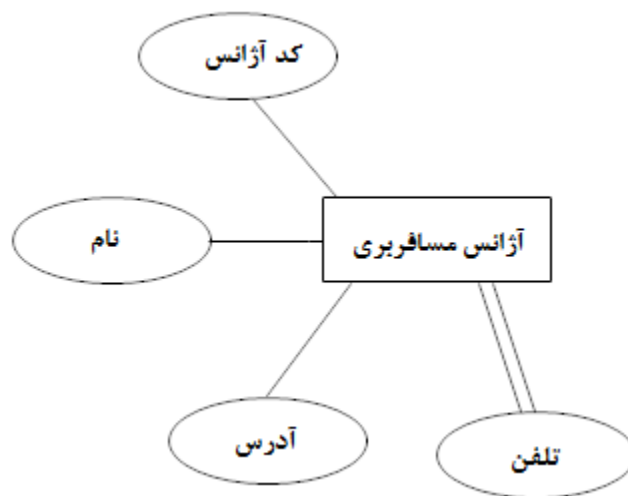 کد آژانس
آژانس مسافربری
نام
آدرس
تلفن